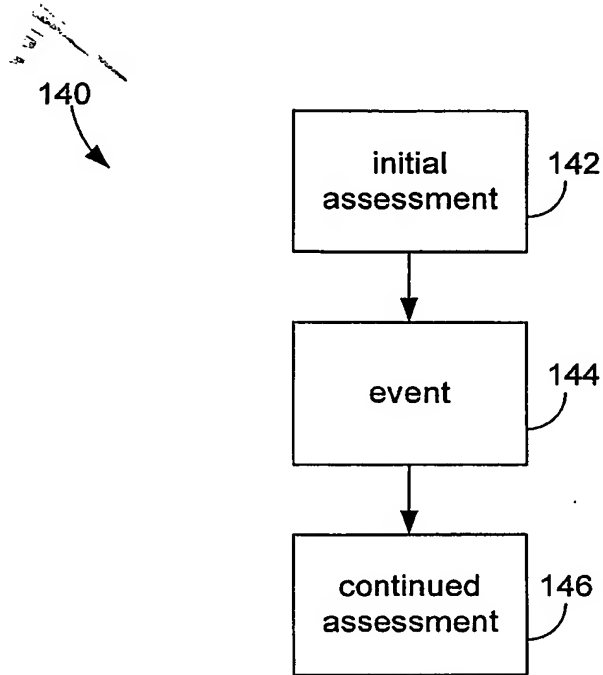 140
initial
assessment
142
event
144
continued
assessment
146